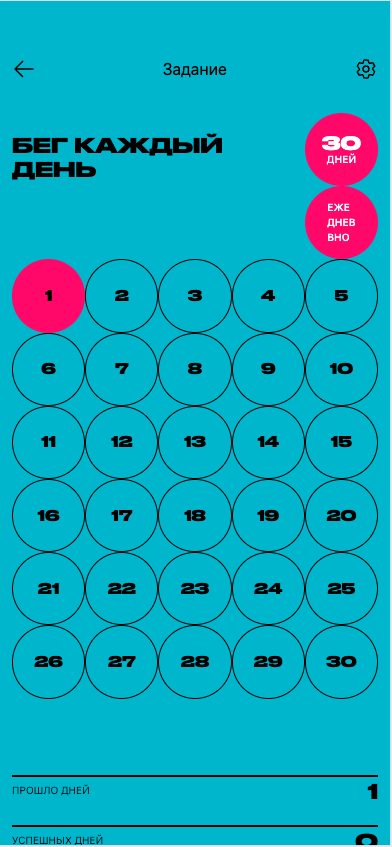 Задание
БЕГ КАЖДЫЙ
ДЕНЬ
30
ДНЕЙ
ЕЖЕ
ДНЕВ
ВНО
1 2 3 4 5
6 7 8 9 10
11 12 13 14 15
16 17 18 19 20
21 22 23 24 25
26 27 28 29 30
ПРОШЛО ДНЕЙ 1
УСПЕШНЫХ ДНЕЙ 0